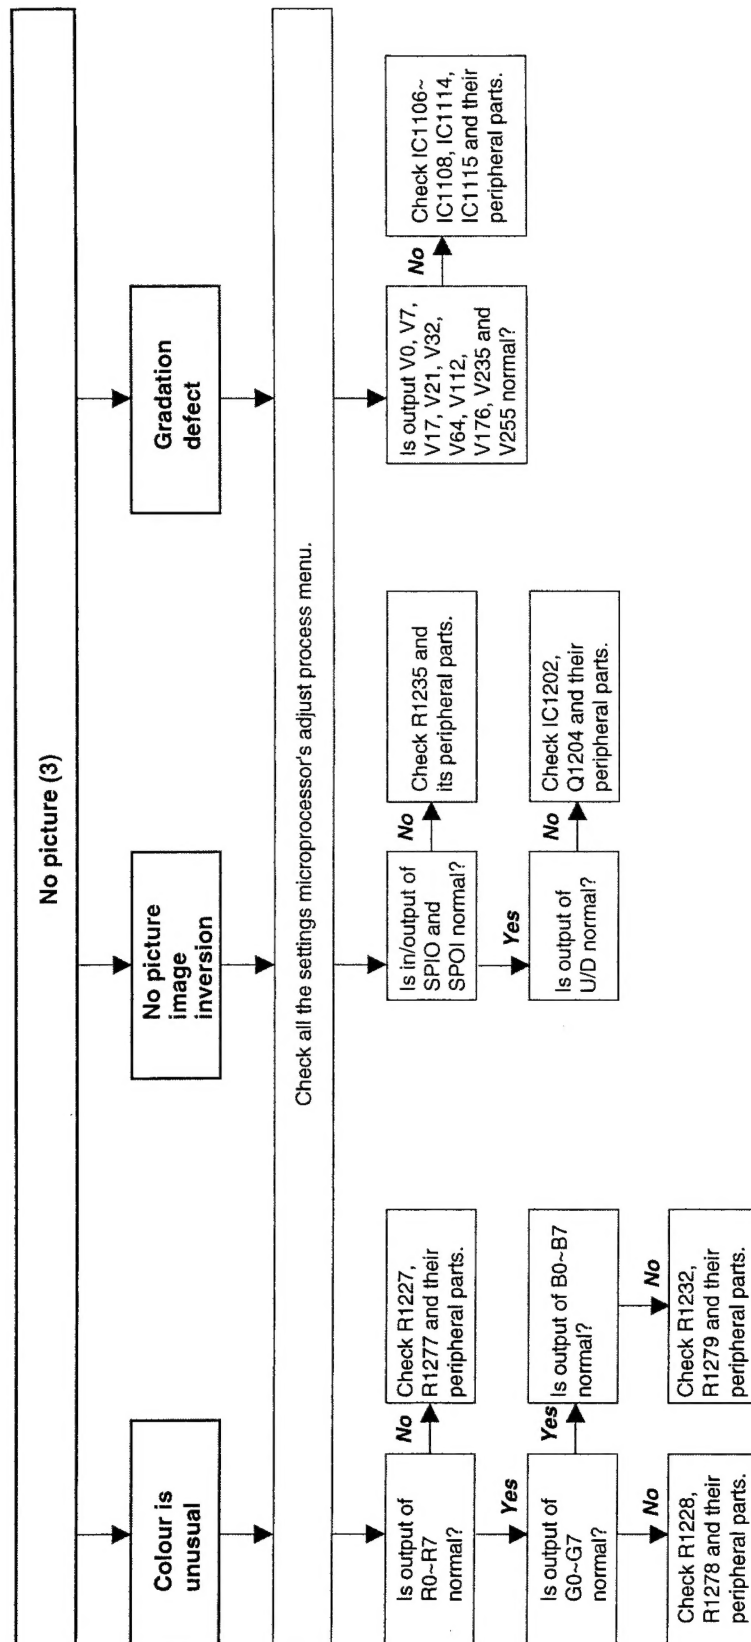 No picture (3)
Colour is
unusual
No picture
image
inversion
Gradation
defect
Check all the settings microprocessor's adjust process menu.
Is output of
R0~R7
normal?
No
Check R1227,
R1277 and their
peripheral parts.
Yes
Is output of
G0~G7
normal?
Yes
Is output of B0~B7
normal?
No
Check R1228,
R1278 and their
peripheral parts.
No
Check R1232,
R1279 and their
peripheral parts.
Is in/output of
SPIO and
SPOI normal?
No
Check R1235 and
its peripheral parts.
Yes
Is output of
U/D normal?
No
Check IC1202,
Q1204 and their
peripheral parts.
Is output V0, V7,
V17, V21, V32,
V64, V112,
V176, V235 and
V255 normal?
No
Check IC1106~
IC1108, IC1114,
IC1115 and their
peripheral parts.